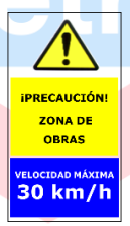 ¡PRECAUCIÓN!
ZONA DE
OBRAS
VELOCIDAD MÁXIMA
30 km/h